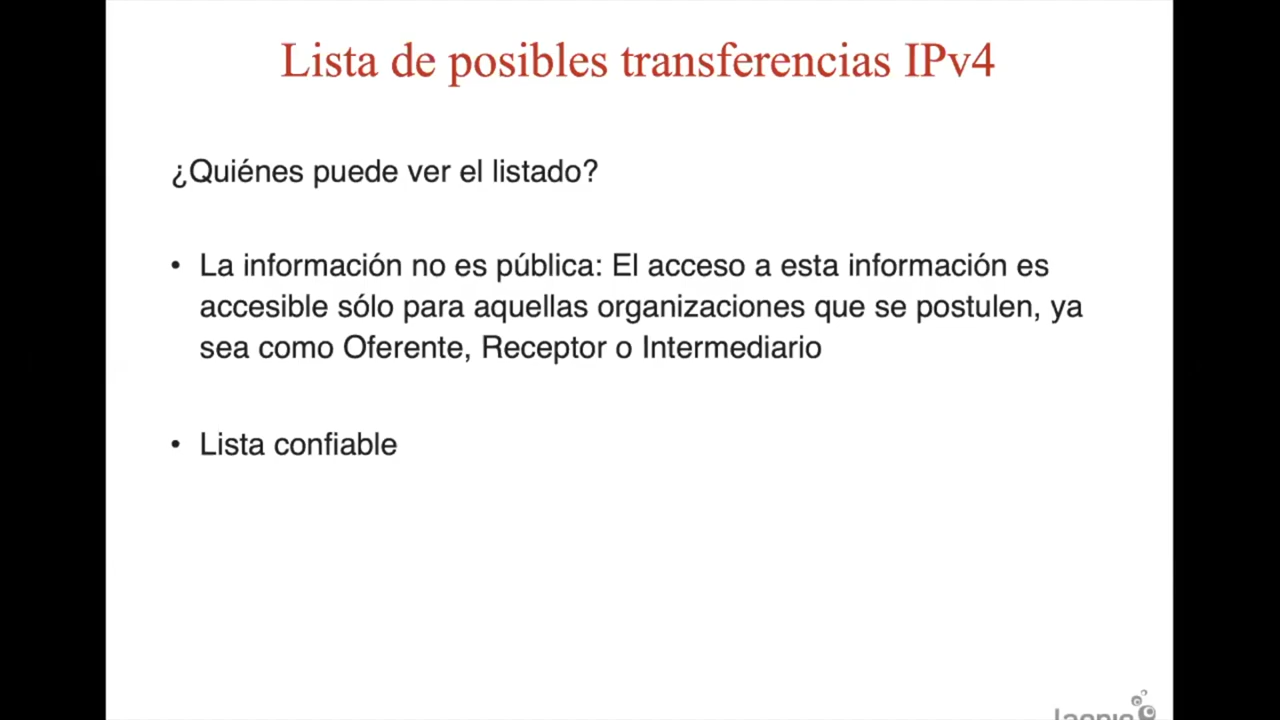 Lista de posibles transferencias IPv4
¿Quiénes puede ver el listado?
• La información no es pública: El acceso a esta información es
accesible sólo para aquellas organizaciones que se postulen, ya
sea como Oferente, Receptor o Intermediario
• Lista confiable